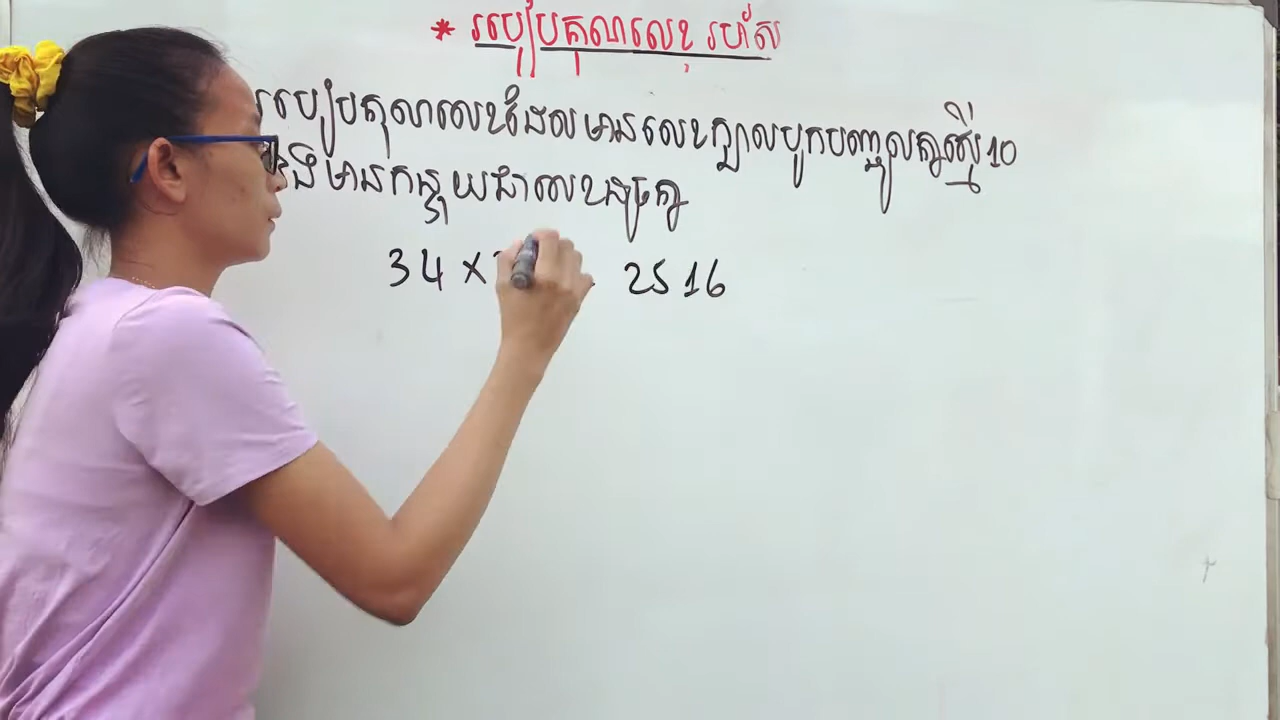 * របៀបគុណលេខ រហ័ស
របៀបគុណលេខដែលមានលេខក្បាលបូកបញ្ចូលគ្នាស្មើ10
និងមានកន្ទុយជាលេខដូចគ្នា
34 × 2516